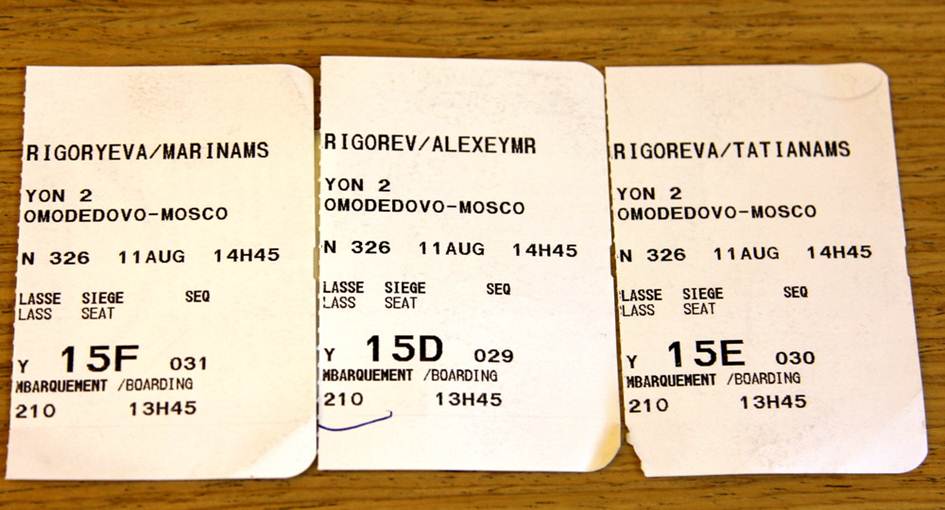 RIGORYEVA/MARINAMS
YON 2
OMODEDOVO-MOSCO
N 326 11AUG 14H45
LASSE SIEGE SEQ
LASS SEAT
Y 15F 031
MBARQUEMENT /BOARDING
210 13H45
RIGOREV/ALEXEYMR
YON 2
OMODEDOVO-MOSCO
N 326 11AUG 14H45
LASSE SIEGE SEQ
LASS SEAT
Y 15D 029
MBARQUEMENT /BOARDING
210 13H45
RIGOREVA/TATIANAMS
YON 2
OMODEDOVO-MOSCO
N 326 11AUG 14H45
LASSE SIEGE SEQ
LASS SEAT
Y 15E 030
MBARQUEMENT /BOARDING
210 13H45